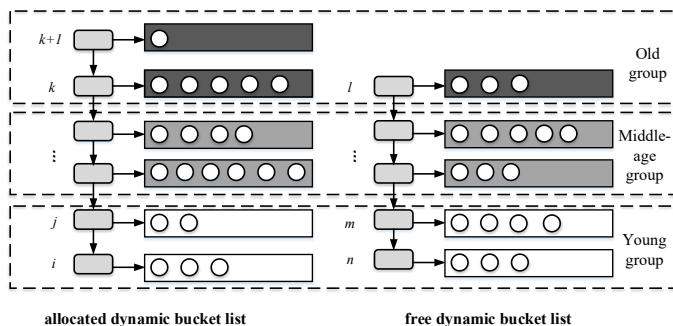 k+1
Old
group
k
l
...
...
Middle-
age
group
j
m
Young
group
i
n
allocated dynamic bucket list
free dynamic bucket list